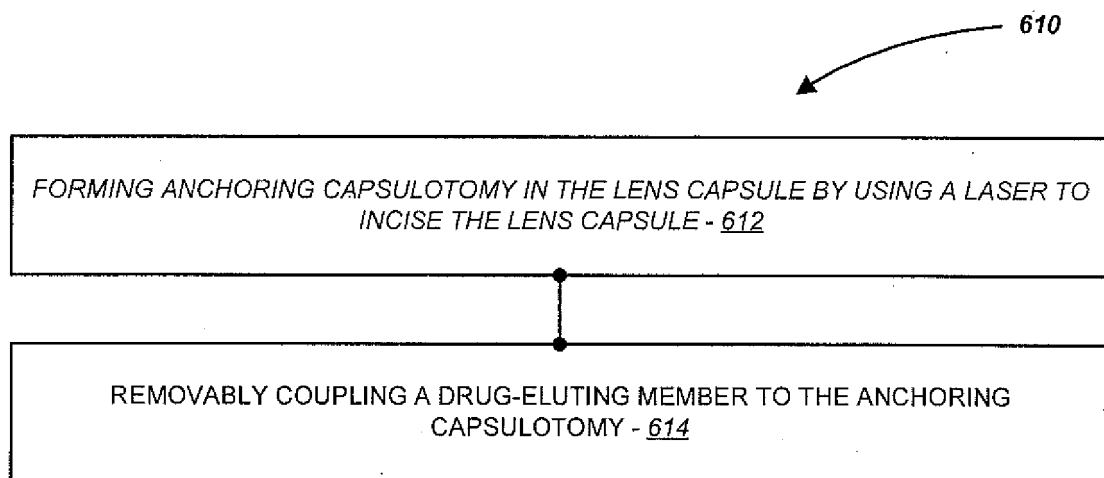 610
FORMING ANCHORING CAPSULOTOMY IN THE LENS CAPSULE BY USING A LASER TO
INCISE THE LENS CAPSULE - 612
REMOVABLY COUPLING A DRUG-ELUTING MEMBER TO THE ANCHORING
CAPSULOTOMY - 614